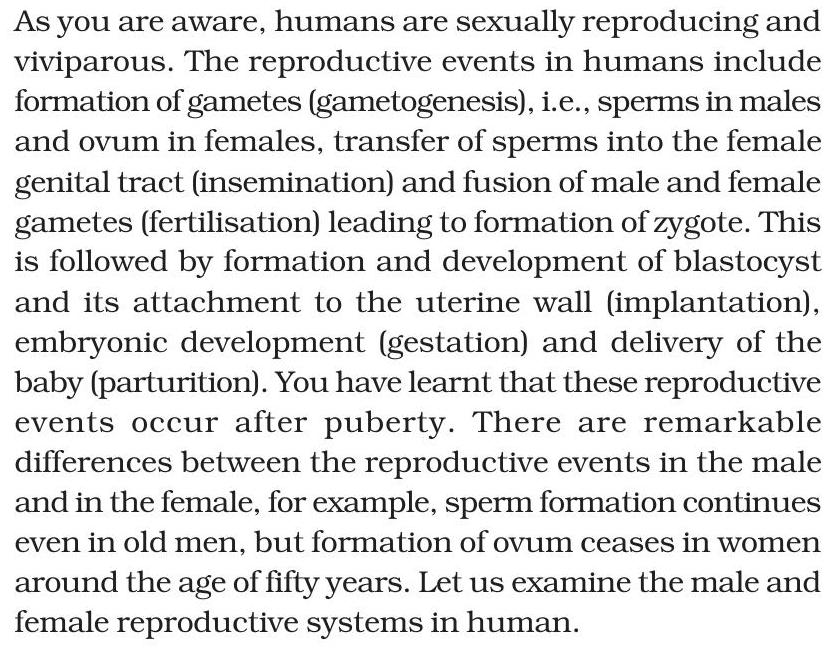 As you are aware, humans are sexually reproducing and
viviparous. The reproductive events in humans include
formation of gametes (gametogenesis), i.e., sperms in males
and ovum in females, transfer of sperms into the female
genital tract (insemination) and fusion of male and female
gametes (fertilisation) leading to formation of zygote. This
is followed by formation and development of blastocyst
and its attachment to the uterine wall (implantation),
embryonic development (gestation) and delivery of the
baby (parturition). You have learnt that these reproductive
events occur after puberty. There are remarkable
differences between the reproductive events in the male
and in the female, for example, sperm formation continues
even in old men, but formation of ovum ceases in women
around the age of fifty years. Let us examine the male and
female reproductive systems in human.